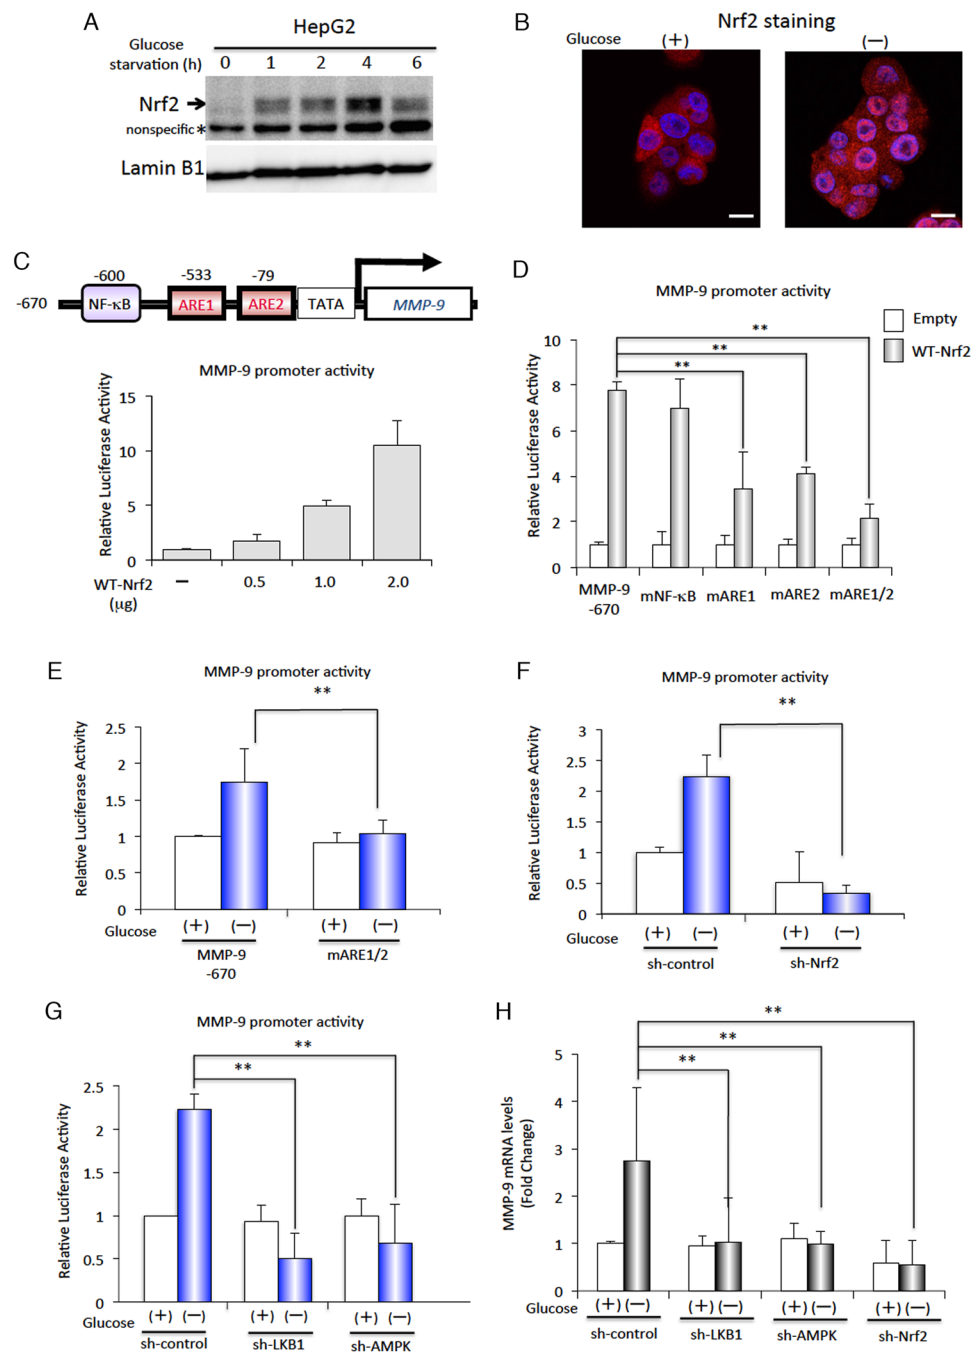 A
HepG2
Glucose
starvation (h) 0 1 2 4 6
Nrf2
nonspecific*
Lamin B1
B
Nrf2 staining
Glucose (+) (—)
C
-600 -533 -79
-670 NF-κB ARE1 ARE2 TATA MMP-9
MMP-9 promoter activity
Relative Luciferase Activity
15
10
5
0
WT-Nrf2 — 0.5 1.0 2.0
(μg)
D
MMP-9 promoter activity
Empty
WT-Nrf2
**
**
**
Relative Luciferase Activity
10
8
6
4
2
0
MMP-9
-670 mNF-κB mARE1 mARE2 mARE1/2
E
MMP-9 promoter activity
**
Relative Luciferase Activity
2.5
2
1.5
1
0.5
0
Glucose (+) (—) (+) (—)
MMP-9
-670 mARE1/2
F
MMP-9 promoter activity
**
Relative Luciferase Activity
3
2.5
2
1.5
1
0.5
0
Glucose (+) (—) (+) (—)
sh-control sh-Nrf2
G
MMP-9 promoter activity
**
**
Relative Luciferase Activity
2.5
2
1.5
1
0.5
0
Glucose (+) (—) (+) (—) (+) (—)
sh-control sh-LKB1 sh-AMPK
H
**
**
**
MMP-9 mRNA levels
(Fold Change)
5
4
3
2
1
0
Glucose (+) (—) (+) (—) (+) (—) (+) (—)
sh-control sh-LKB1 sh-AMPK sh-Nrf2